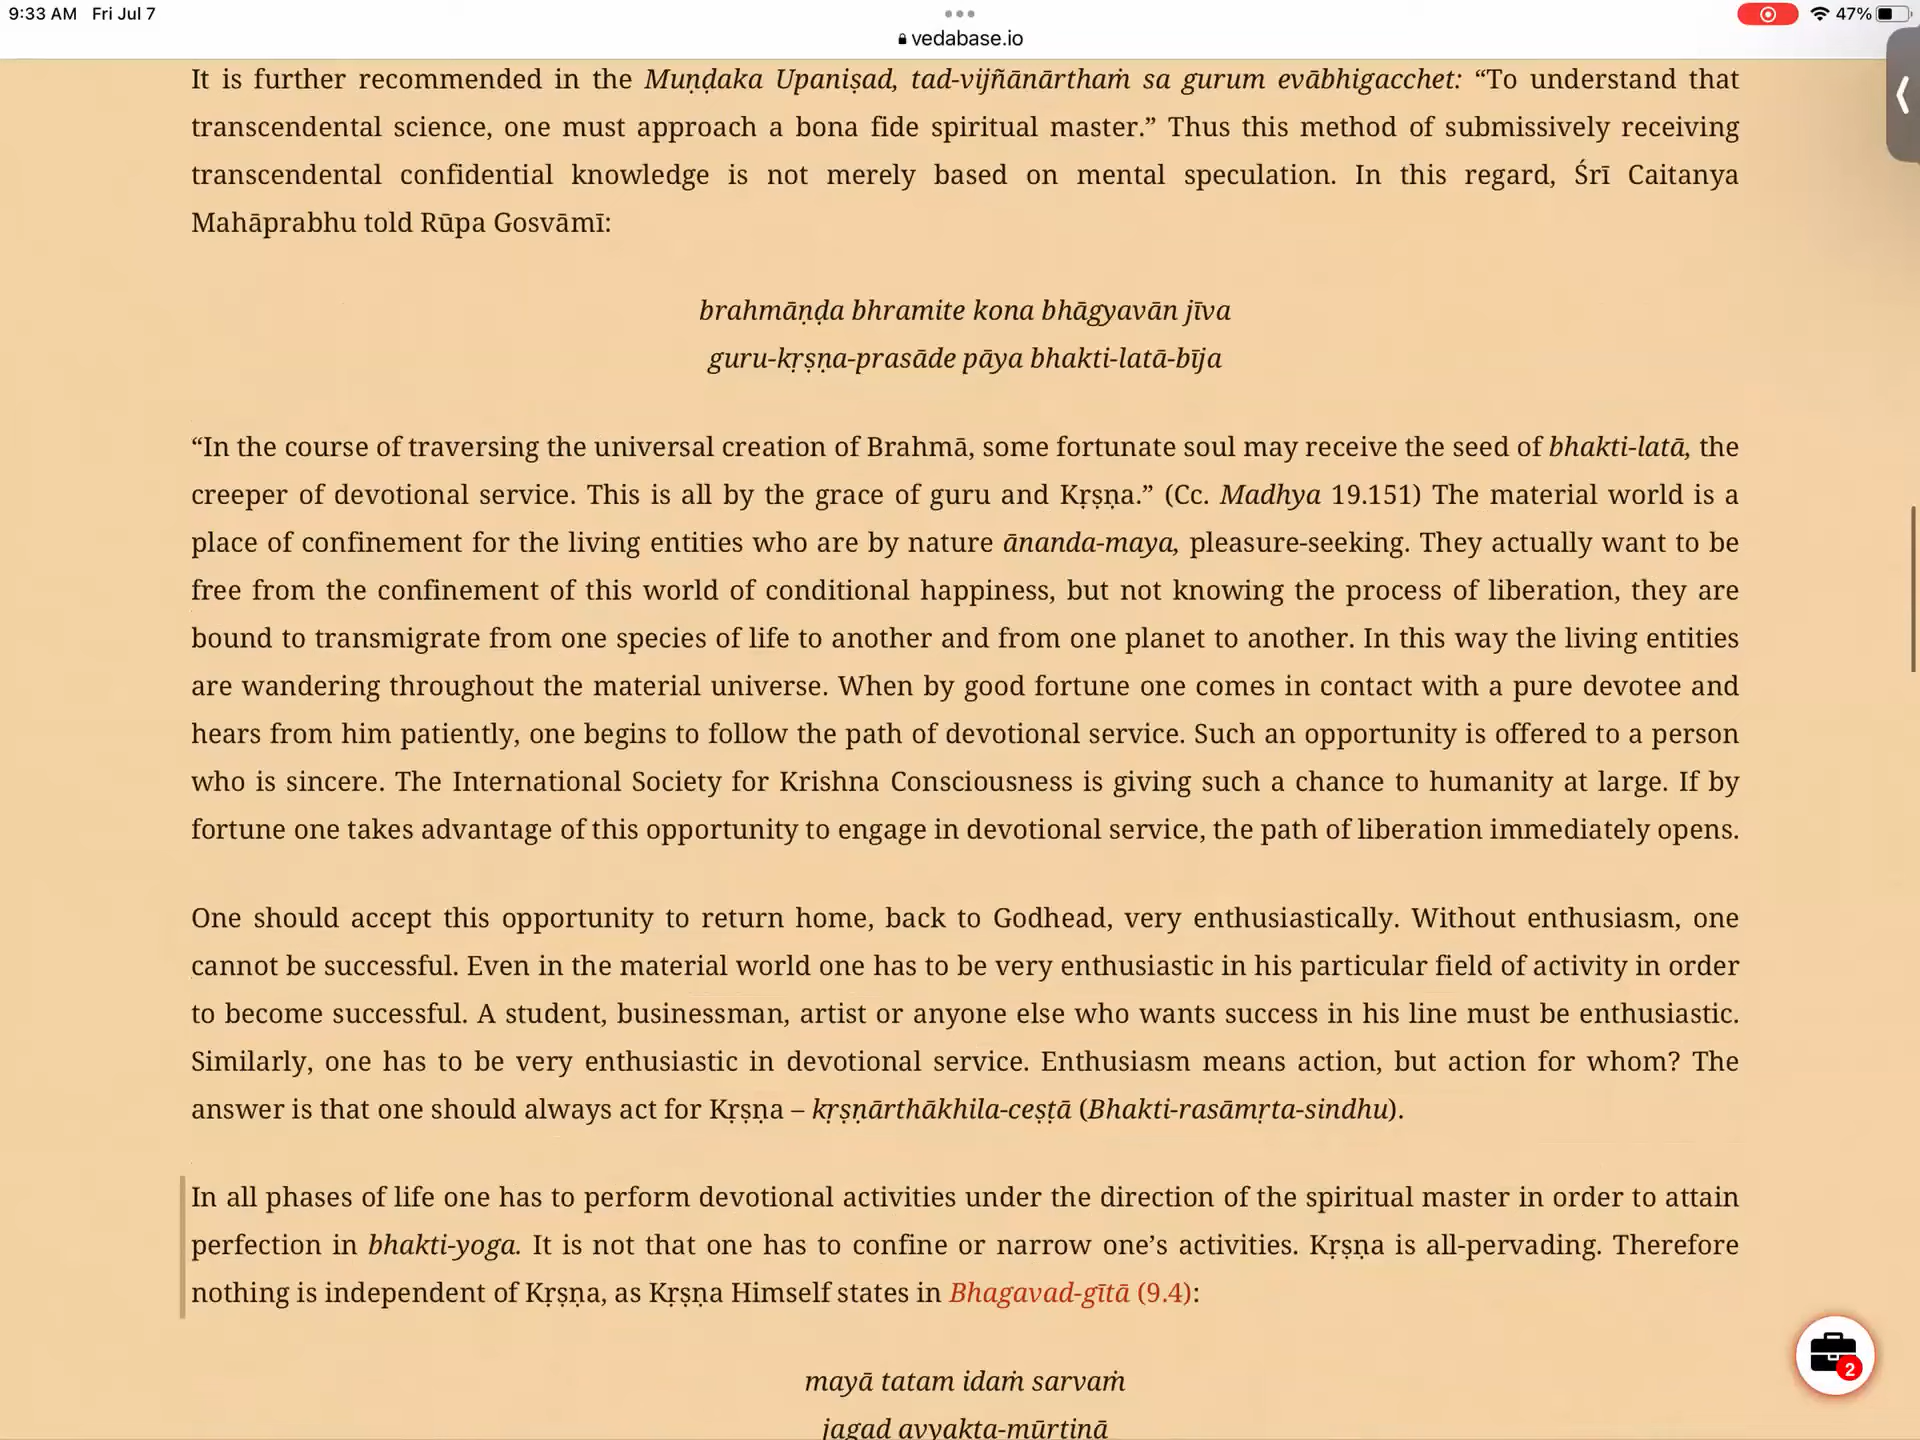 9:33 AM Fri Jul 7
47%
vedabase.io
It is further recommended in the Muṇḍaka Upaniṣad, tad-vijñānārthaṁ sa gurum evābhigacchet: “To understand that
transcendental science, one must approach a bona fide spiritual master.” Thus this method of submissively receiving
transcendental confidential knowledge is not merely based on mental speculation. In this regard, Śrī Caitanya
Mahāprabhu told Rūpa Gosvāmī:
brahmāṇḍa bhramite kona bhāgyavān jīva
guru-kṛṣṇa-prasāde pāya bhakti-latā-bīja
“In the course of traversing the universal creation of Brahmā, some fortunate soul may receive the seed of bhakti-latā, the
creeper of devotional service. This is all by the grace of guru and Kṛṣṇa.” (Cc. Madhya 19.151) The material world is a
place of confinement for the living entities who are by nature ānanda-maya, pleasure-seeking. They actually want to be
free from the confinement of this world of conditional happiness, but not knowing the process of liberation, they are
bound to transmigrate from one species of life to another and from one planet to another. In this way the living entities
are wandering throughout the material universe. When by good fortune one comes in contact with a pure devotee and
hears from him patiently, one begins to follow the path of devotional service. Such an opportunity is offered to a person
who is sincere. The International Society for Krishna Consciousness is giving such a chance to humanity at large. If by
fortune one takes advantage of this opportunity to engage in devotional service, the path of liberation immediately opens.
One should accept this opportunity to return home, back to Godhead, very enthusiastically. Without enthusiasm, one
cannot be successful. Even in the material world one has to be very enthusiastic in his particular field of activity in order
to become successful. A student, businessman, artist or anyone else who wants success in his line must be enthusiastic.
Similarly, one has to be very enthusiastic in devotional service. Enthusiasm means action, but action for whom? The
answer is that one should always act for Kṛṣṇa – kṛṣṇārthākhila-ceṣṭā (Bhakti-rasāmṛta-sindhu).
In all phases of life one has to perform devotional activities under the direction of the spiritual master in order to attain
perfection in bhakti-yoga. It is not that one has to confine or narrow one’s activities. Kṛṣṇa is all-pervading. Therefore
nothing is independent of Kṛṣṇa, as Kṛṣṇa Himself states in Bhagavad-gītā (9.4):
2
mayā tatam idaṁ sarvaṁ
jagad avyakta-mūrtinā